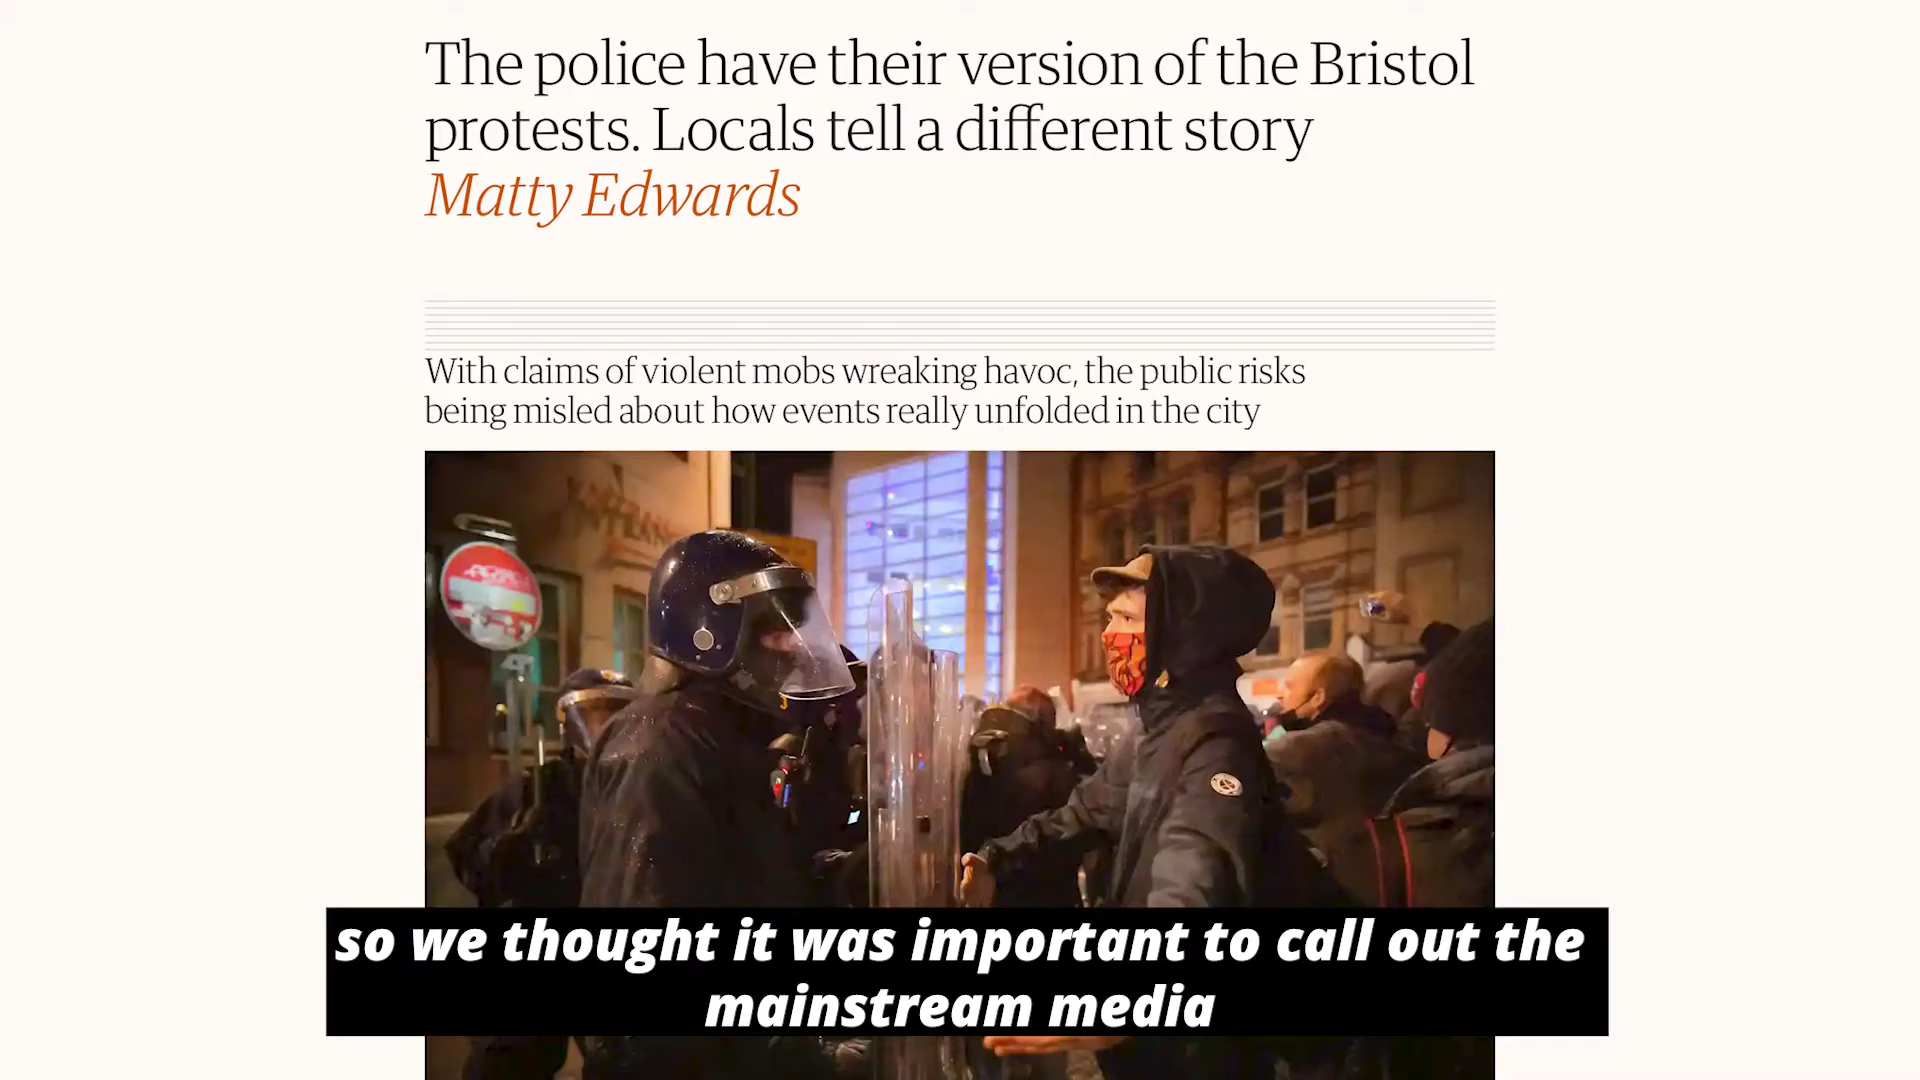 The police have their version of the Bristol
protests. Locals tell a different story
Matty Edwards
With claims of violent mobs wreaking havoc, the public risks
being misled about how events really unfolded in the city
so we thought it was important to call out the
mainstream media